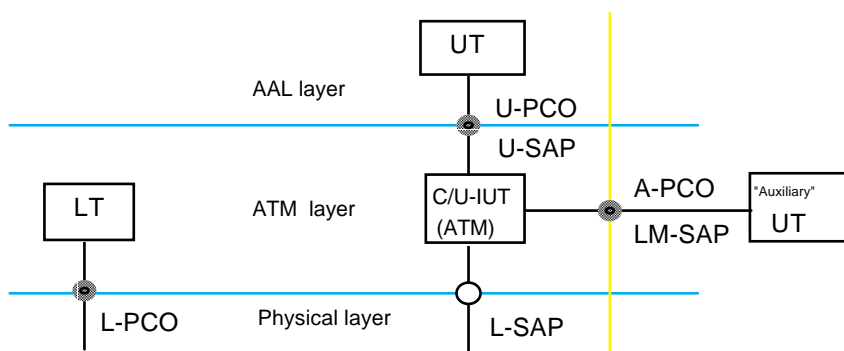 UT
AAL layer
U-PCO
U-SAP
LT
ATM layer
C/U-IUT
(ATM)
A-PCO
LM-SAP
"Auxiliary"
UT
L-PCO
Physical layer
L-SAP